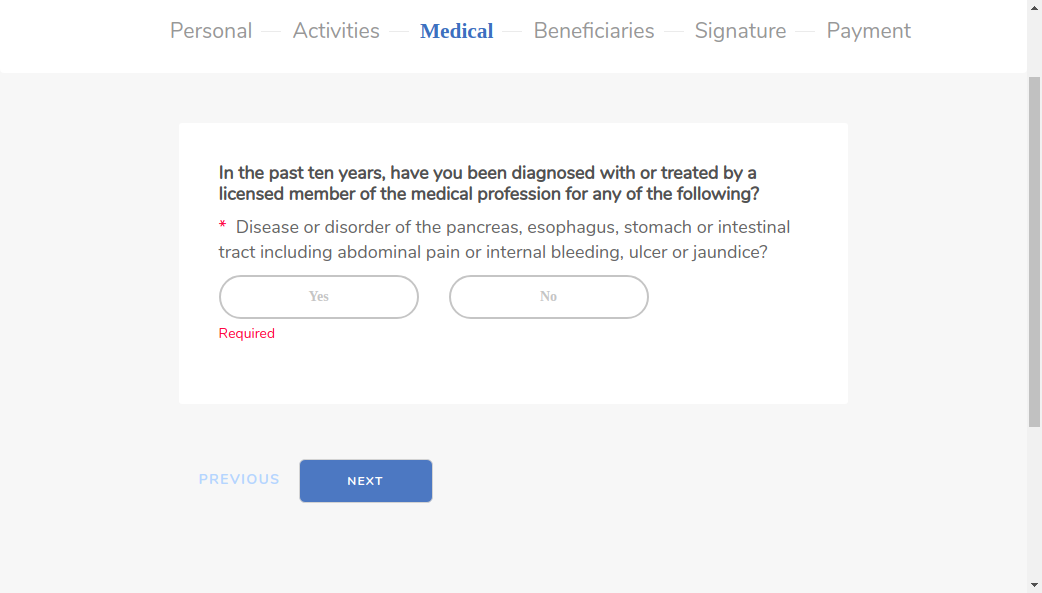 Personal Activities Medical Beneficiaries Signature Payment
In the past ten years, have you been diagnosed with or treated by a
licensed member of the medical profession for any of the following?
* Disease or disorder of the pancreas, esophagus, stomach or intestinal
tract including abdominal pain or internal bleeding, ulcer or jaundice?
Yes No
Required
PREVIOUS NEXT